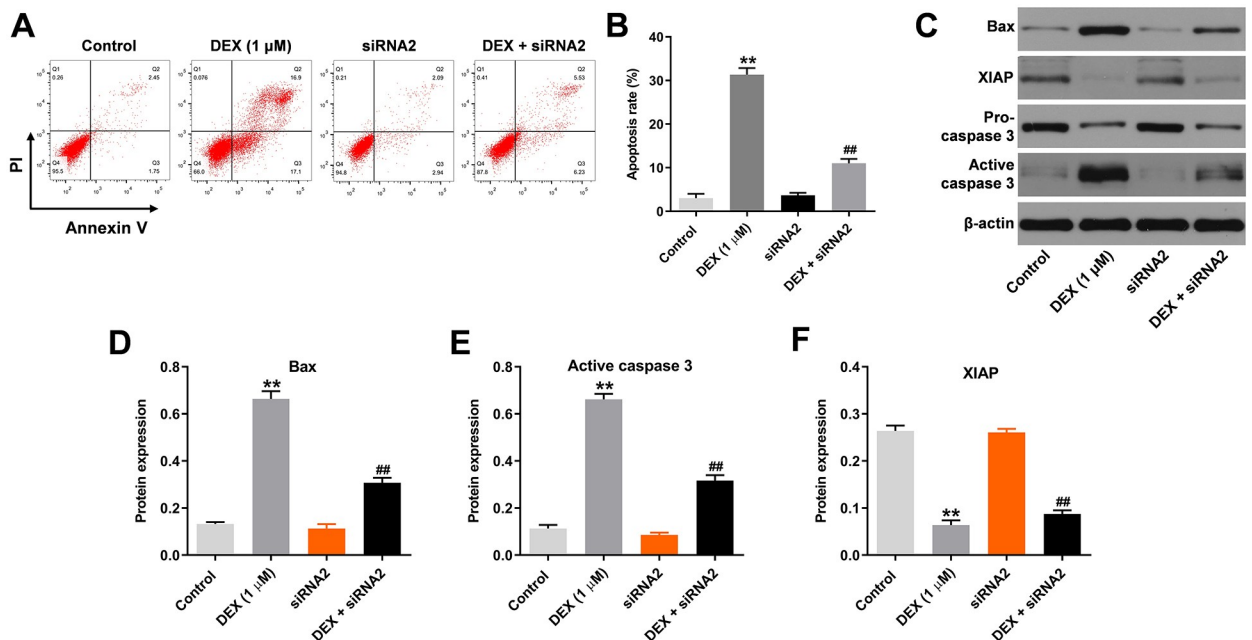 A
Control
DEX (1 µM)
siRNA2
DEX + siRNA2
Q1
0.26
Q2
2.45
Q4
95.5
Q3
1.75
Q1
0.076
Q2
16.9
Q4
66.0
Q3
17.1
Q1
0.21
Q2
2.09
Q4
94.8
Q3
2.94
Q1
0.41
Q2
5.53
Q4
87.8
Q3
6.23
PI
Annexin V
B
Apoptosis rate (%)
40
30
20
10
0
**
##
Control
DEX (1 µM)
siRNA2
DEX + siRNA2
C
Bax
XIAP
Pro-
caspase 3
Active
caspase 3
β-actin
Control
DEX (1 µM)
siRNA2
DEX + siRNA2
D
Bax
Protein expression
0.8
0.6
0.4
0.2
0.0
**
##
Control
DEX (1 µM)
siRNA2
DEX + siRNA2
E
Active caspase 3
Protein expression
0.8
0.6
0.4
0.2
0.0
**
##
Control
DEX (1 µM)
siRNA2
DEX + siRNA2
F
XIAP
Protein expression
0.4
0.3
0.2
0.1
0.0
**
##
Control
DEX (1 µM)
siRNA2
DEX + siRNA2